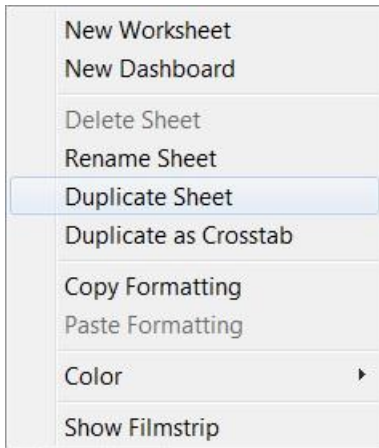 New Worksheet
New Dashboard
Delete Sheet
Rename Sheet
Duplicate Sheet
Duplicate as Crosstab
Copy Formatting
Paste Formatting
Color
Show Filmstrip